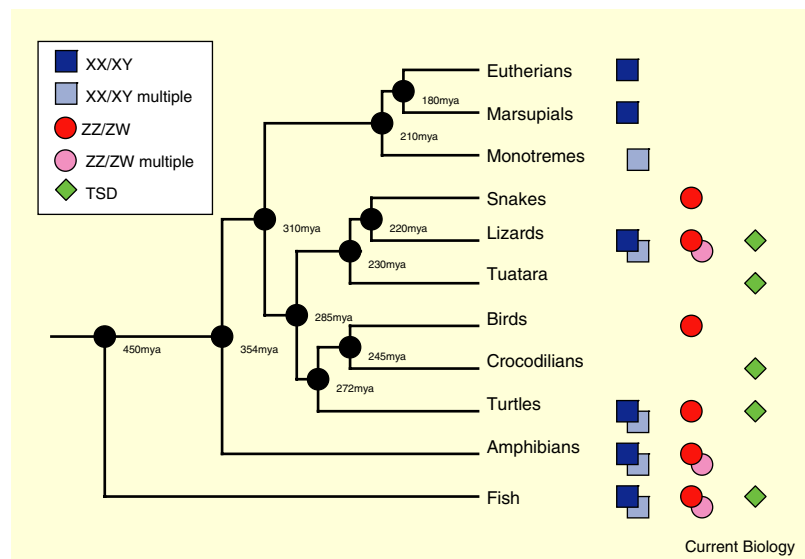 XX/XY
XX/XY multiple
ZZ/ZW
ZZ/ZW multiple
TSD
Eutherians
180mya
Marsupials
210mya
Monotremes
Snakes
310mya
220mya
Lizards
230mya
Tuatara
285mya
Birds
450mya
354mya
245mya
Crocodilians
272mya
Turtles
Amphibians
Fish
Current Biology